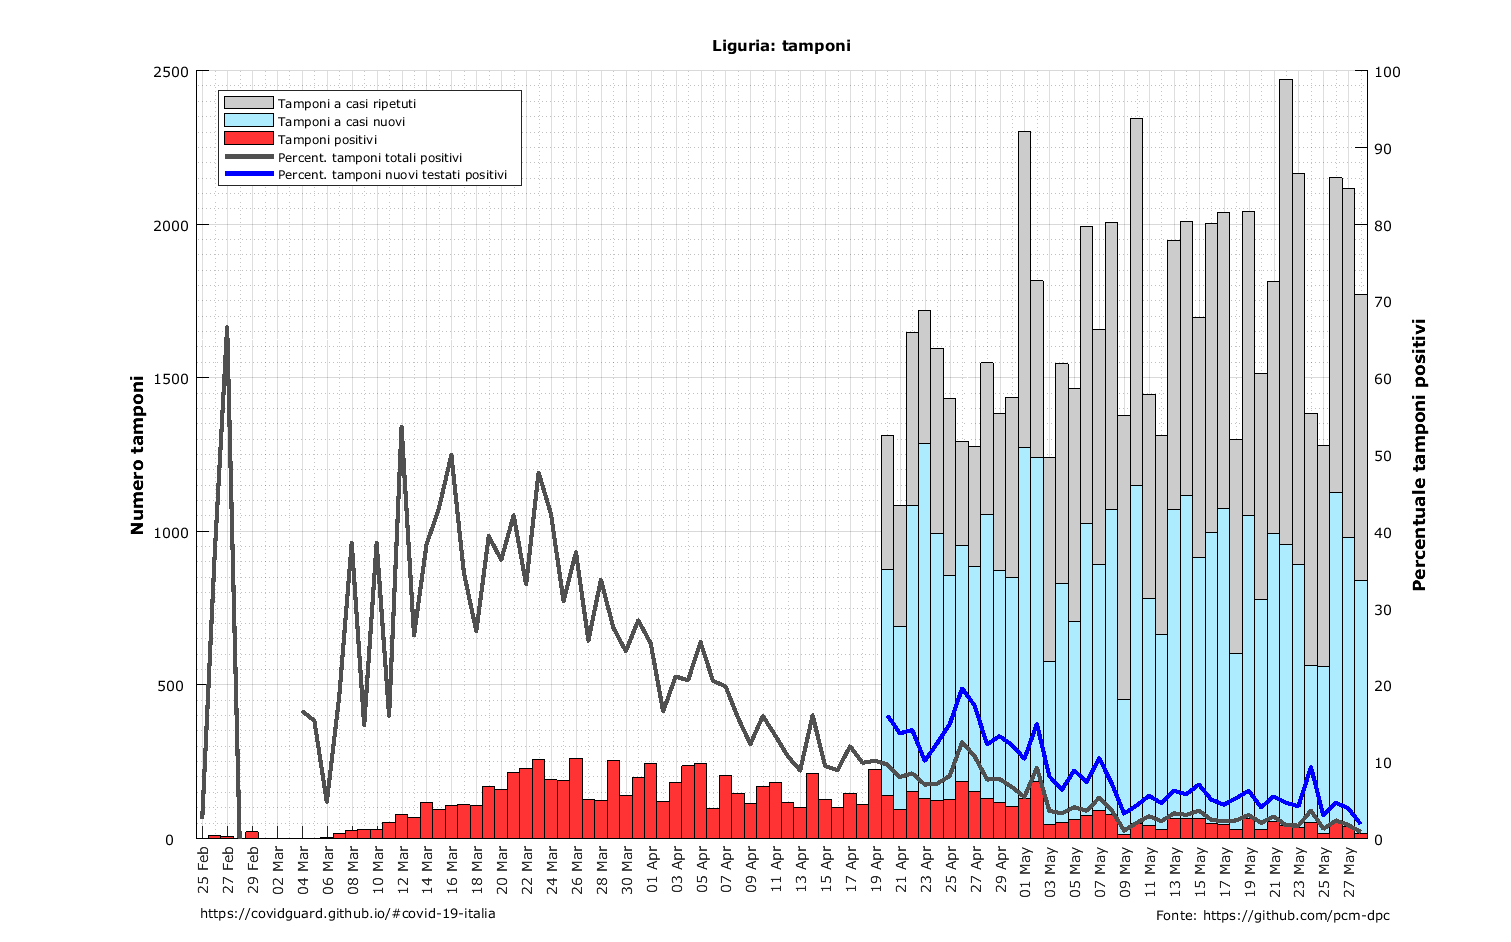 Liguria: tamponi
Tamponi a casi ripetuti
Tamponi a casi nuovi
Tamponi positivi
Percent. tamponi totali positivi
Percent. tamponi nuovi testati positivi
Numero tamponi
2500
2000
1500
1000
500
0
Percentuale tamponi positivi
100
90
80
70
60
50
40
30
20
10
0
25 Feb
27 Feb
29 Feb
02 Mar
04 Mar
06 Mar
08 Mar
10 Mar
12 Mar
14 Mar
16 Mar
18 Mar
20 Mar
22 Mar
24 Mar
26 Mar
28 Mar
30 Mar
01 Apr
03 Apr
05 Apr
07 Apr
09 Apr
11 Apr
13 Apr
15 Apr
17 Apr
19 Apr
21 Apr
23 Apr
25 Apr
27 Apr
29 Apr
01 May
03 May
05 May
07 May
09 May
11 May
13 May
15 May
17 May
19 May
21 May
23 May
25 May
27 May
https://covidguard.github.io/#covid-19-italia
Fonte: https://github.com/pcm-dpc